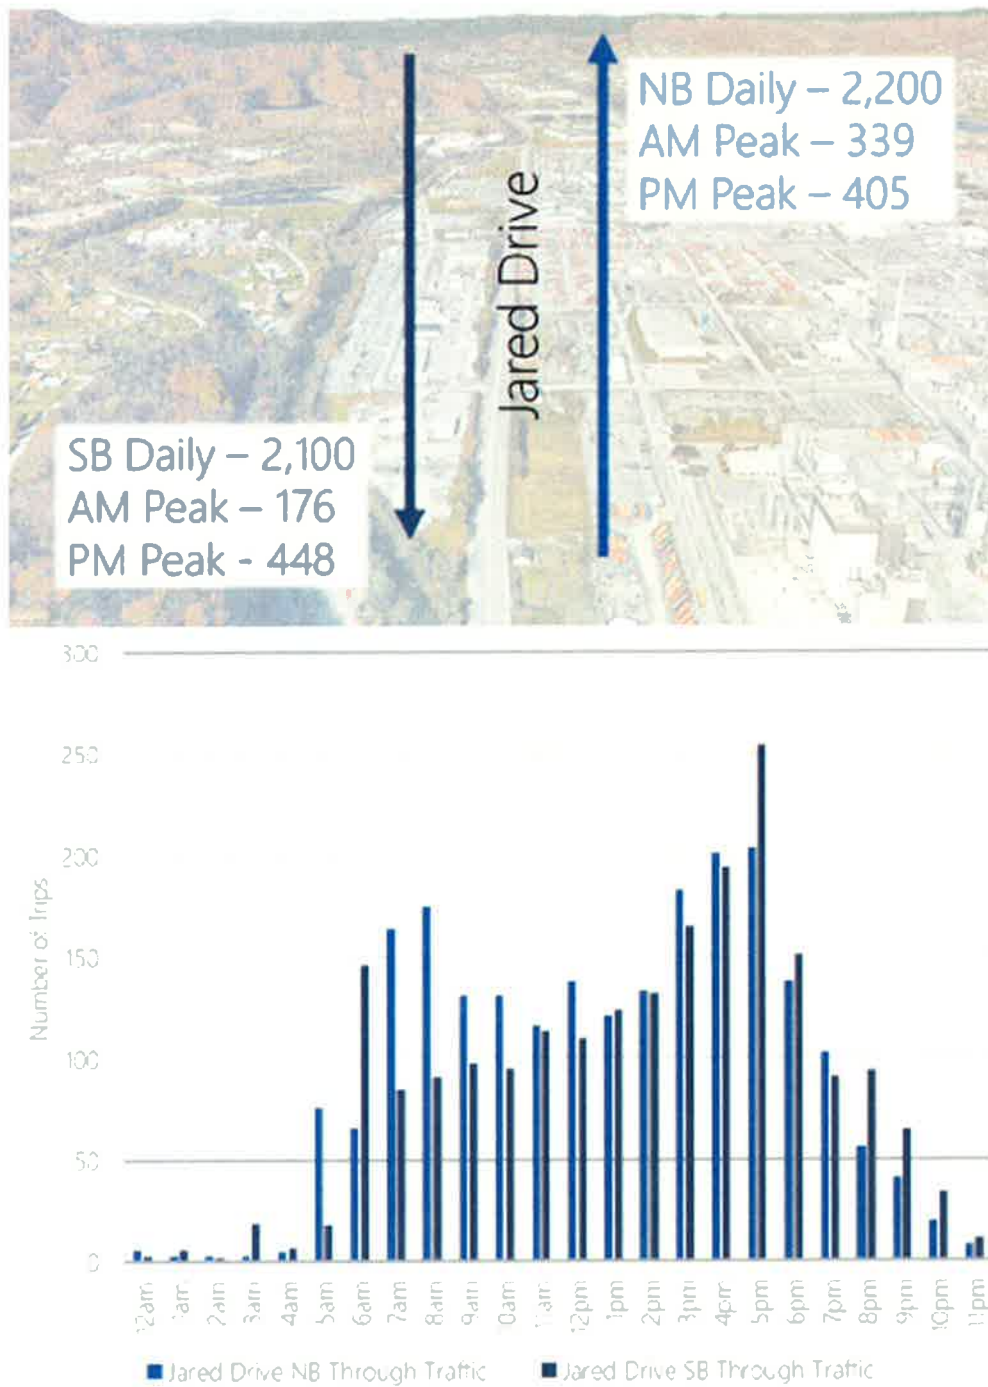 NB Daily – 2,200
AM Peak – 339
PM Peak – 405
Jared Drive
SB Daily – 2,100
AM Peak – 176
PM Peak - 448
300
250
200
150
100
50
0
Number of Trips
12am 1am 2am 3am 4am 5am 6am 7am 8am 9am 10am 11am 12pm 1pm 2pm 3pm 4pm 5pm 6pm 7pm 8pm 9pm 10pm 11pm
Jared Drive NB Through Traffic Jared Drive SB Through Traffic